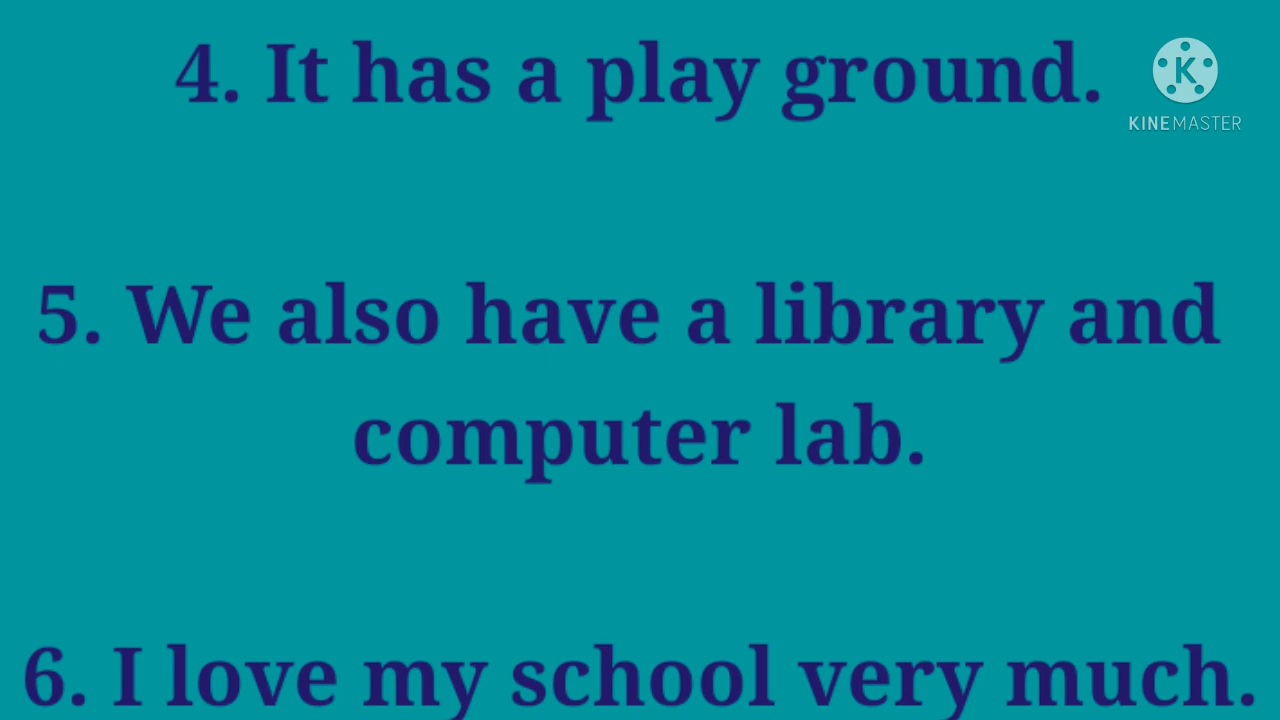 4. It has a play ground.
K
KINEMASTER
5. We also have a library and
computer lab.
6. I love my school very much.